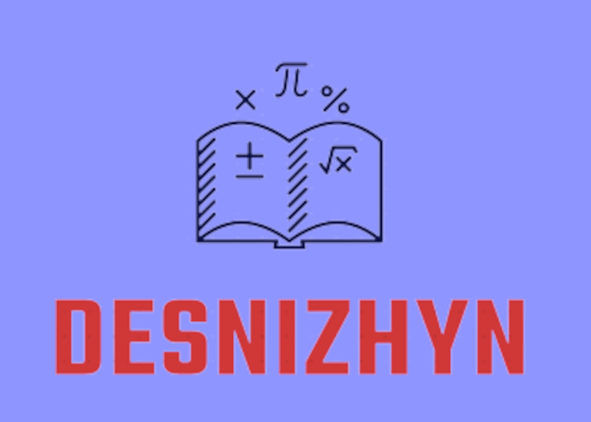 × π %
± √x
DESNIZHYN